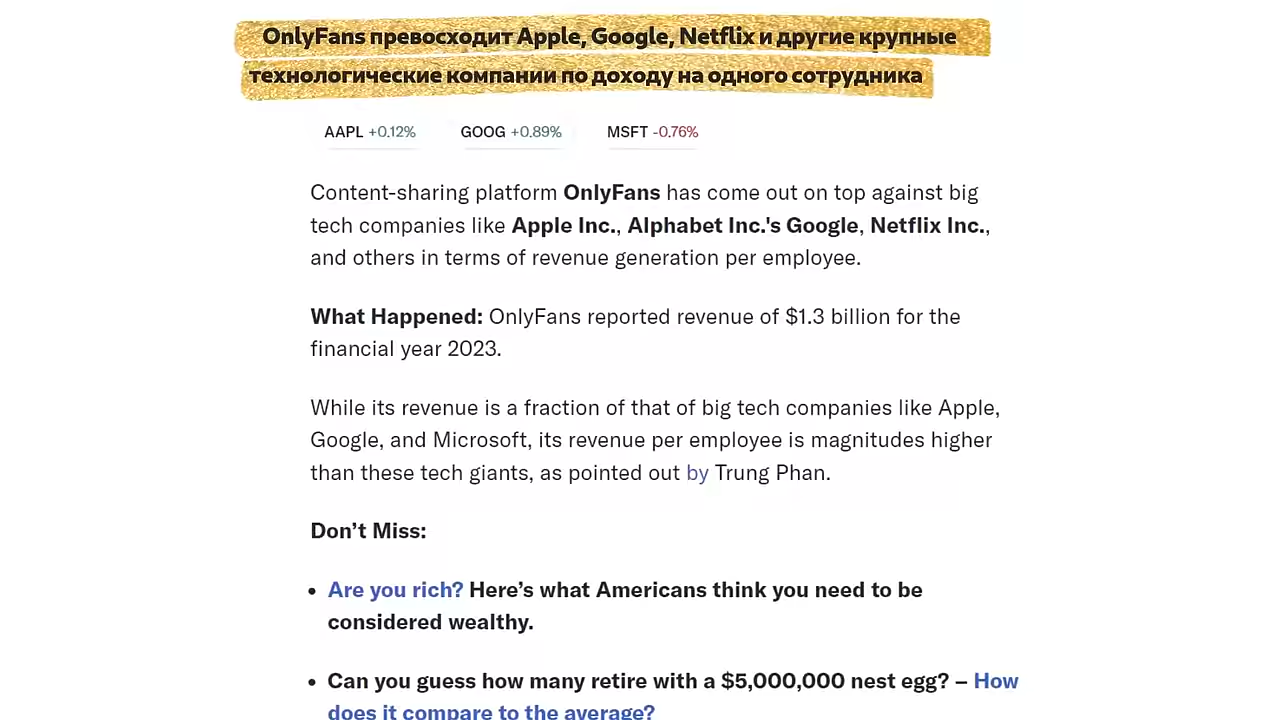 OnlyFans превосходит Apple, Google, Netflix и другие крупные
технологические компании по доходу на одного сотрудника
AAPL +0.12% GOOG +0.89% MSFT -0.76%
Content-sharing platform OnlyFans has come out on top against big
tech companies like Apple Inc., Alphabet Inc.'s Google, Netflix Inc.,
and others in terms of revenue generation per employee.
What Happened: OnlyFans reported revenue of $1.3 billion for the
financial year 2023.
While its revenue is a fraction of that of big tech companies like Apple,
Google, and Microsoft, its revenue per employee is magnitudes higher
than these tech giants, as pointed out by Trung Phan.
Don’t Miss:
• Are you rich? Here’s what Americans think you need to be
considered wealthy.
• Can you guess how many retire with a $5,000,000 nest egg? – How
does it compare to the average?